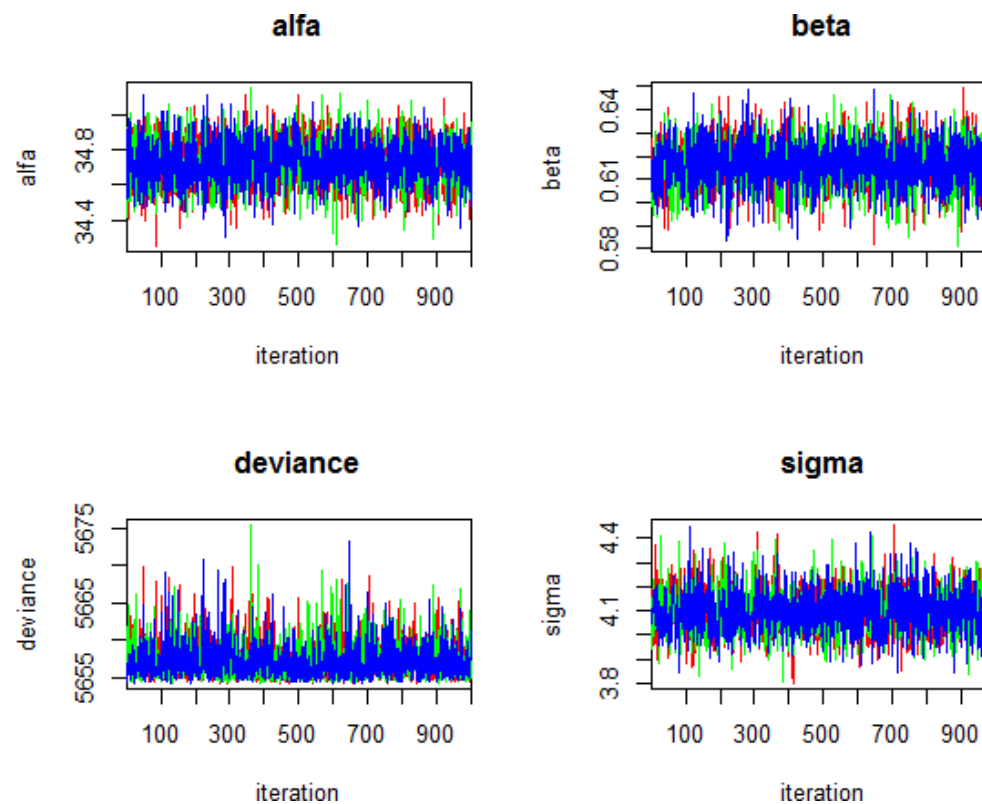 alfa
alfa
34.8
34.4
100 300 500 700 900
iteration
beta
beta
0.64
0.61
0.58
100 300 500 700 900
iteration
deviance
deviance
5675
5665
5655
100 300 500 700 900
iteration
sigma
sigma
4.4
4.1
3.8
100 300 500 700 900
iteration